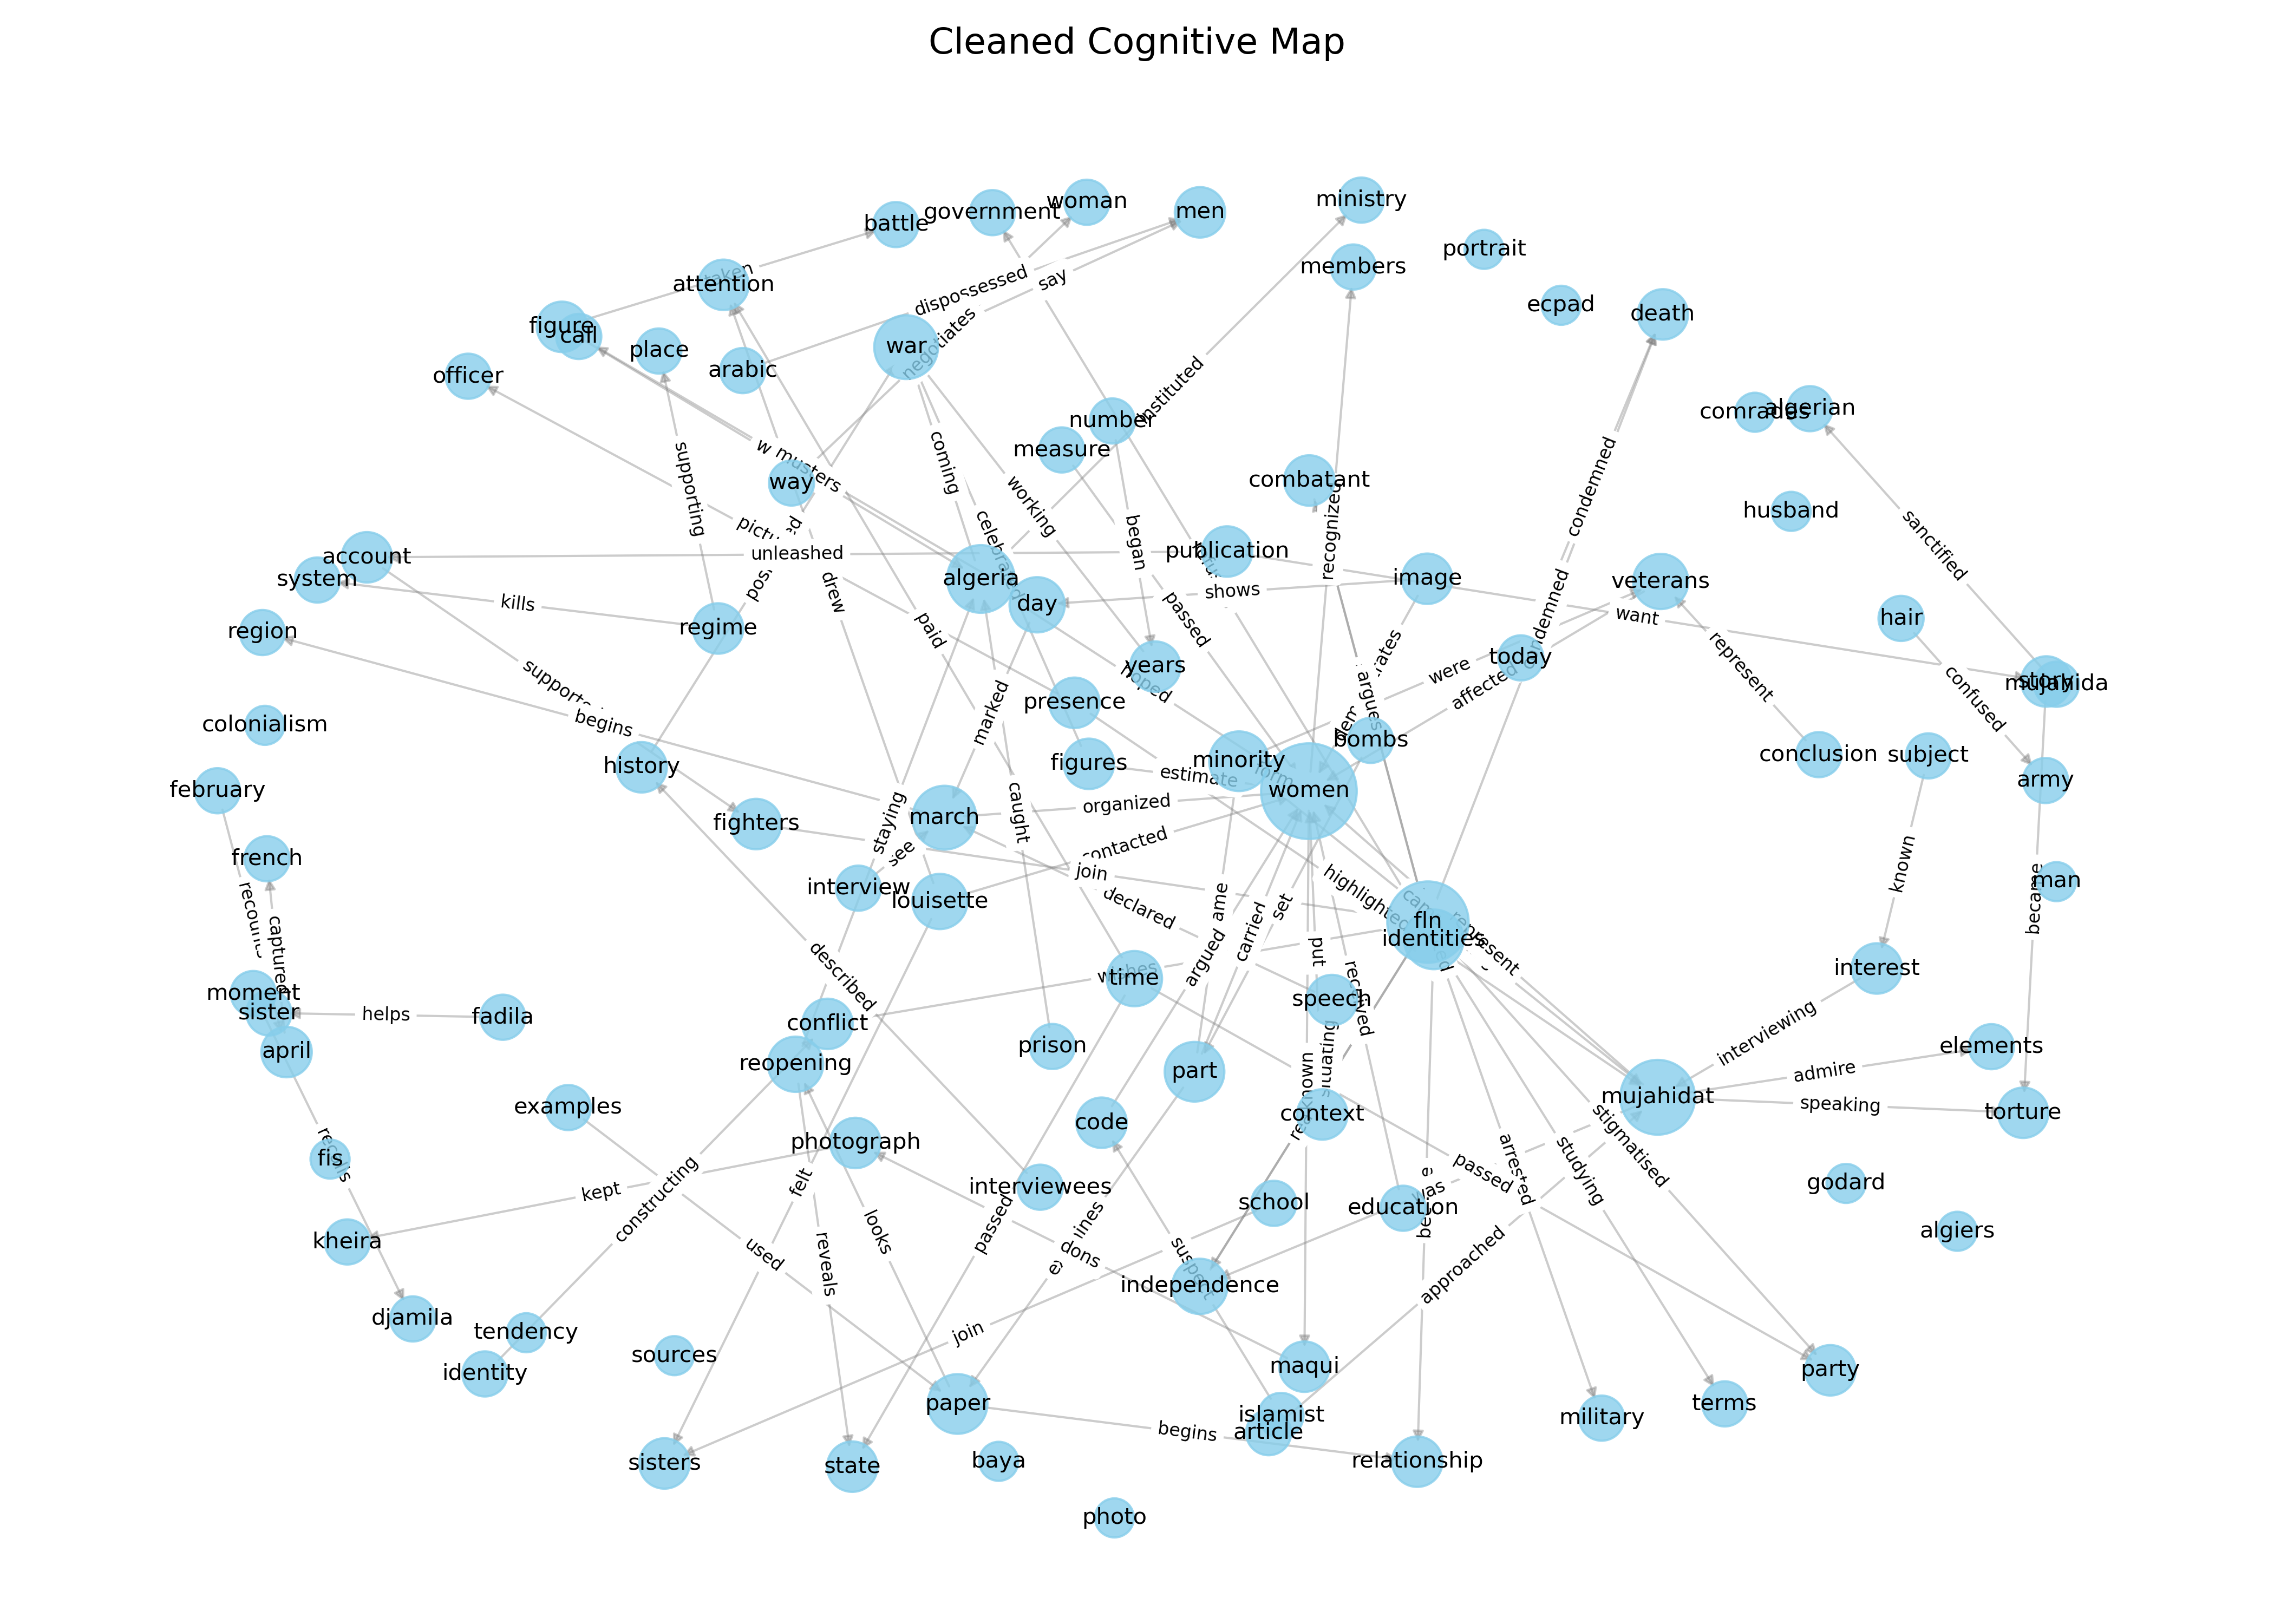 Cleaned Cognitive Map
battle
government
woman
men
ministry
portrait
members
attention
taken
dispossessed
say
ecpad
death
figure
call
place
arabic
war
negotiates
officer
instituted
comrades
algerian
number
measure
musters
coming
working
supporting
way
combatant
condemned
husband
recognized
sanctified
began
unleashed
publication
account
system
algeria
image
veterans
shows
day
drew
kills
passed
want
hair
region
regime
paid
today
represent
were
affected
argues
years
story
mujahida
supports
begins
marked
presence
hoped
confused
colonialism
history
figures
minority
bombs
conclusion
subject
estimate
women
february
army
fighters
march
organized
caught
staying
see
contacted
french
join
interview
louisette
known
became
man
highlighted
declared
set
fln
identities
represent
captured
carried
argued
put
received
described
wishes
time
interest
moment
sister
helps
fadila
conflict
speech
interviewing
april
prison
elements
reopening
part
admire
mujahidat
speaking
torture
examples
code
context
stigmatised
photograph
fis
studying
arrested
passed
kept
felt
constructing
interviewees
school
education
was
godard
kheira
looks
reveals
used
passed
dons
algiers
approached
independence
djamila
tendency
join
identity
sources
maqui
party
paper
begins
islamist
article
military
terms
sisters
state
baya
relationship
photo